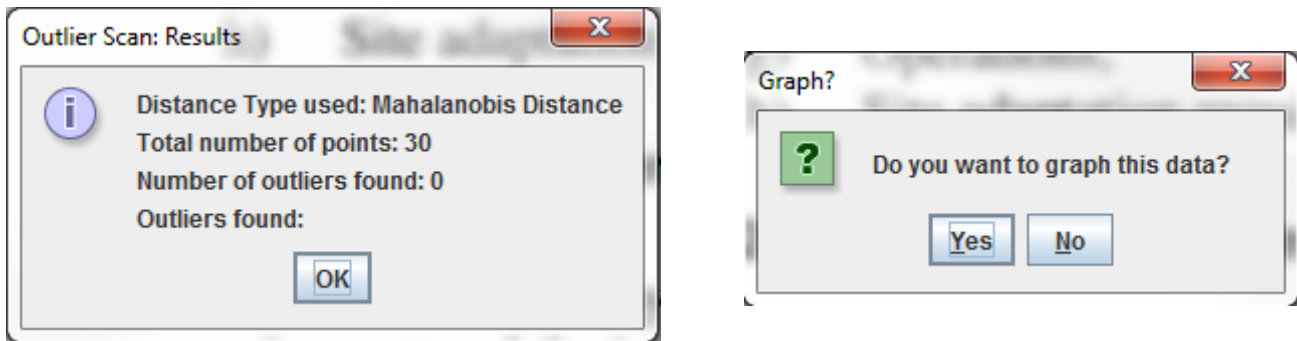 Outlier Scan: Results
Distance Type used: Mahalanobis Distance
Total number of points: 30
Number of outliers found: 0
Outliers found:
OK
Graph?
Do you want to graph this data?
Yes
No